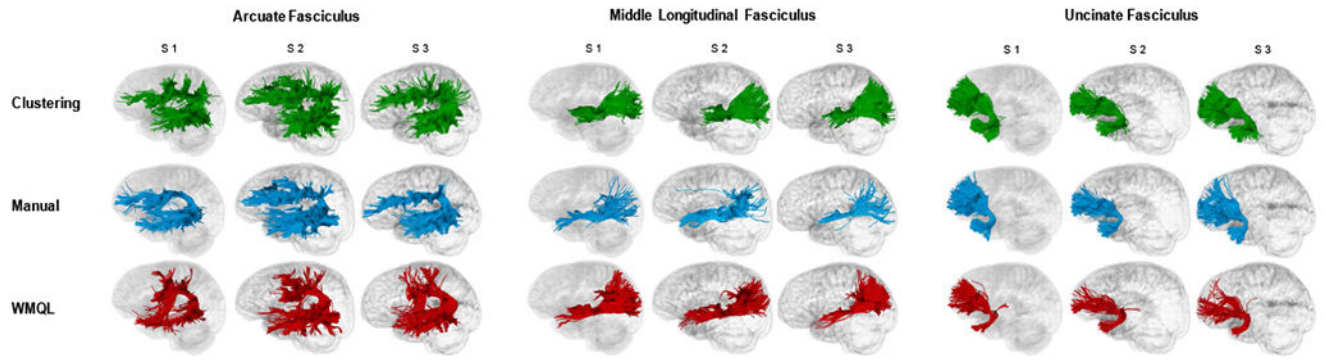 Arcuate Fasciculus Middle Longitudinal Fasciculus Uncinate Fasciculus
S 1 S 2 S 3 S 1 S 2 S 3 S 1 S 2 S 3
Clustering
Manual
WMQL